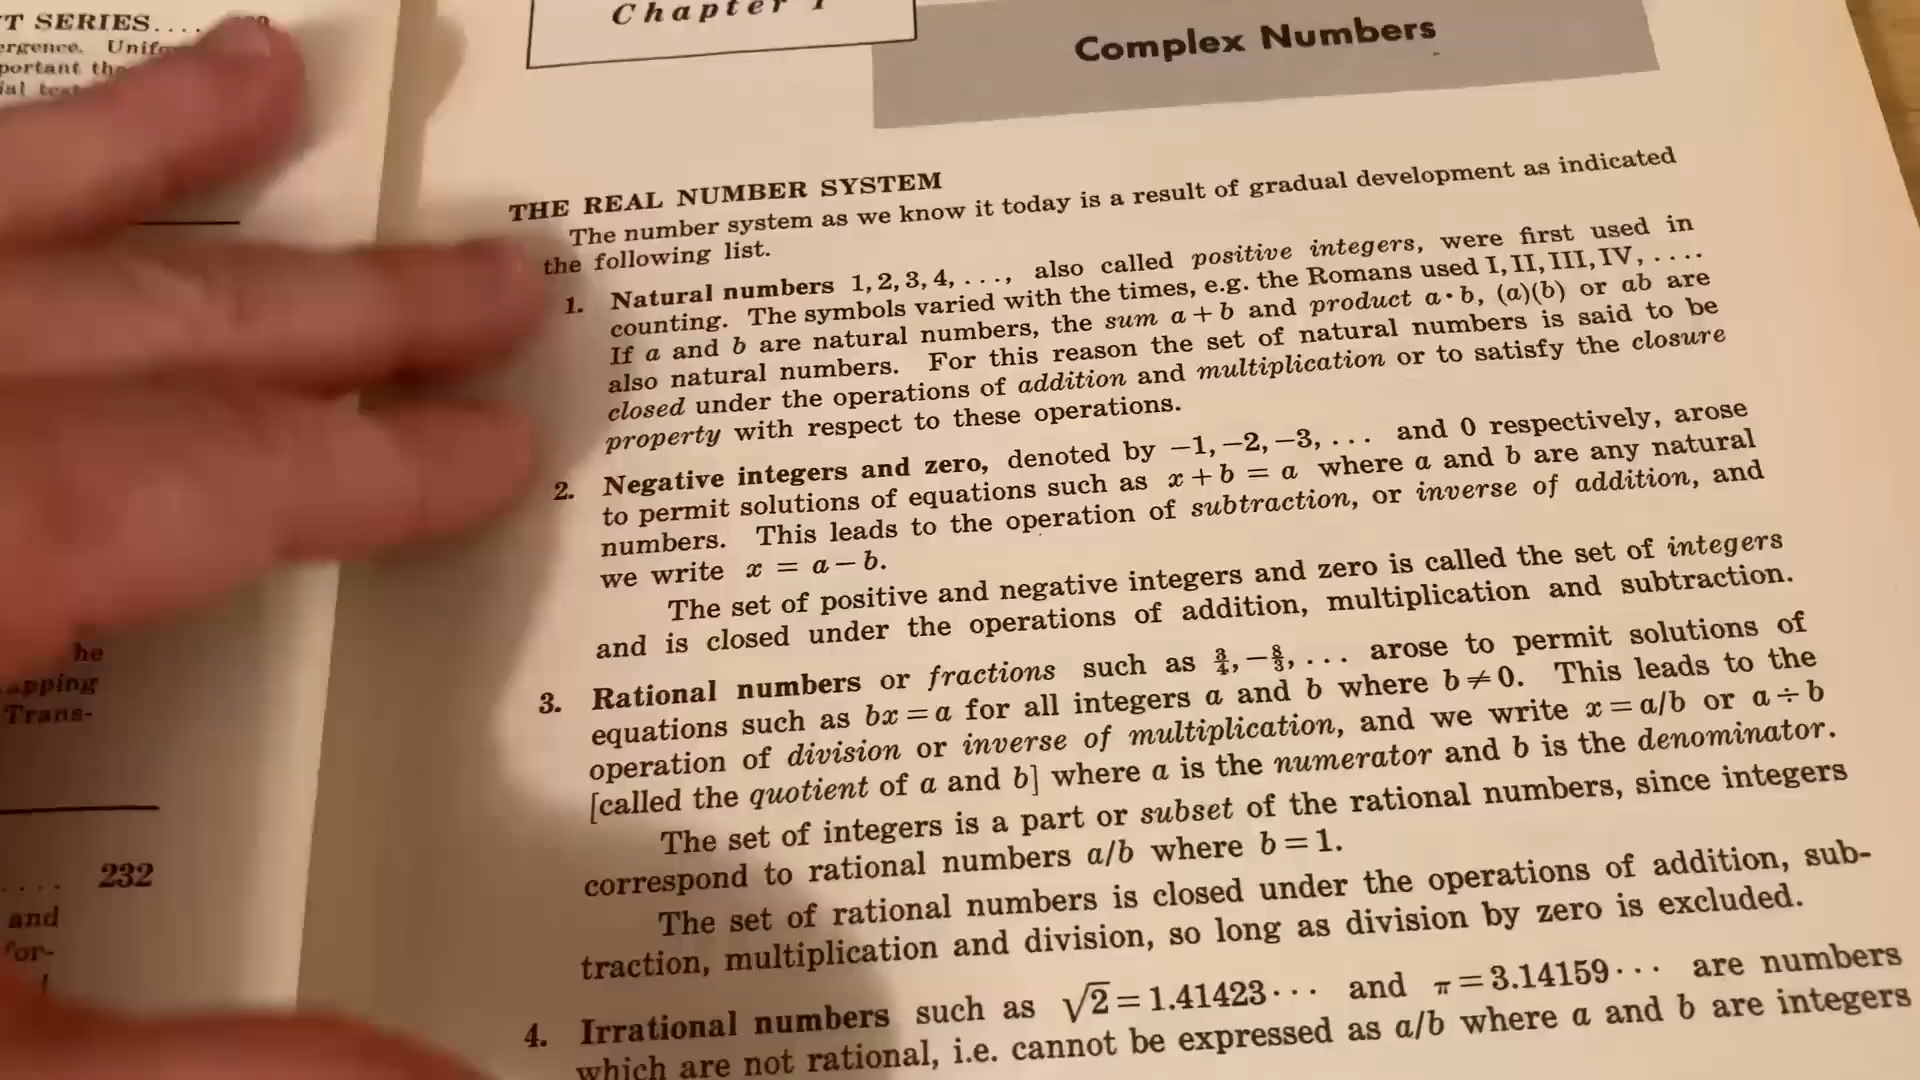 T SERIES....
ergence. Unif
portant th
ial test
he
apping
Trans-
.... 232
and
for-
Chapter 1
Complex Numbers
THE REAL NUMBER SYSTEM
The number system as we know it today is a result of gradual development as indicated
the following list.
1. Natural numbers 1, 2, 3, 4, . . ., also called positive integers, were first used in
counting. The symbols varied with the times, e.g. the Romans used I, II, III, IV, . . . .
If a and b are natural numbers, the sum a + b and product a · b, (a)(b) or ab are
also natural numbers. For this reason the set of natural numbers is said to be
closed under the operations of addition and multiplication or to satisfy the closure
property with respect to these operations.
2. Negative integers and zero, denoted by −1, −2, −3, . . . and 0 respectively, arose
to permit solutions of equations such as x + b = a where a and b are any natural
numbers. This leads to the operation of subtraction, or inverse of addition, and
we write x = a − b.
The set of positive and negative integers and zero is called the set of integers
and is closed under the operations of addition, multiplication and subtraction.
3. Rational numbers or fractions such as 3/4, −8/3, . . . arose to permit solutions of
equations such as bx = a for all integers a and b where b ≠ 0. This leads to the
operation of division or inverse of multiplication, and we write x = a/b or a ÷ b
[called the quotient of a and b] where a is the numerator and b is the denominator.
The set of integers is a part or subset of the rational numbers, since integers
correspond to rational numbers a/b where b = 1.
The set of rational numbers is closed under the operations of addition, sub-
traction, multiplication and division, so long as division by zero is excluded.
4. Irrational numbers such as √2 = 1.41423··· and π = 3.14159··· are numbers
which are not rational, i.e. cannot be expressed as a/b where a and b are integers